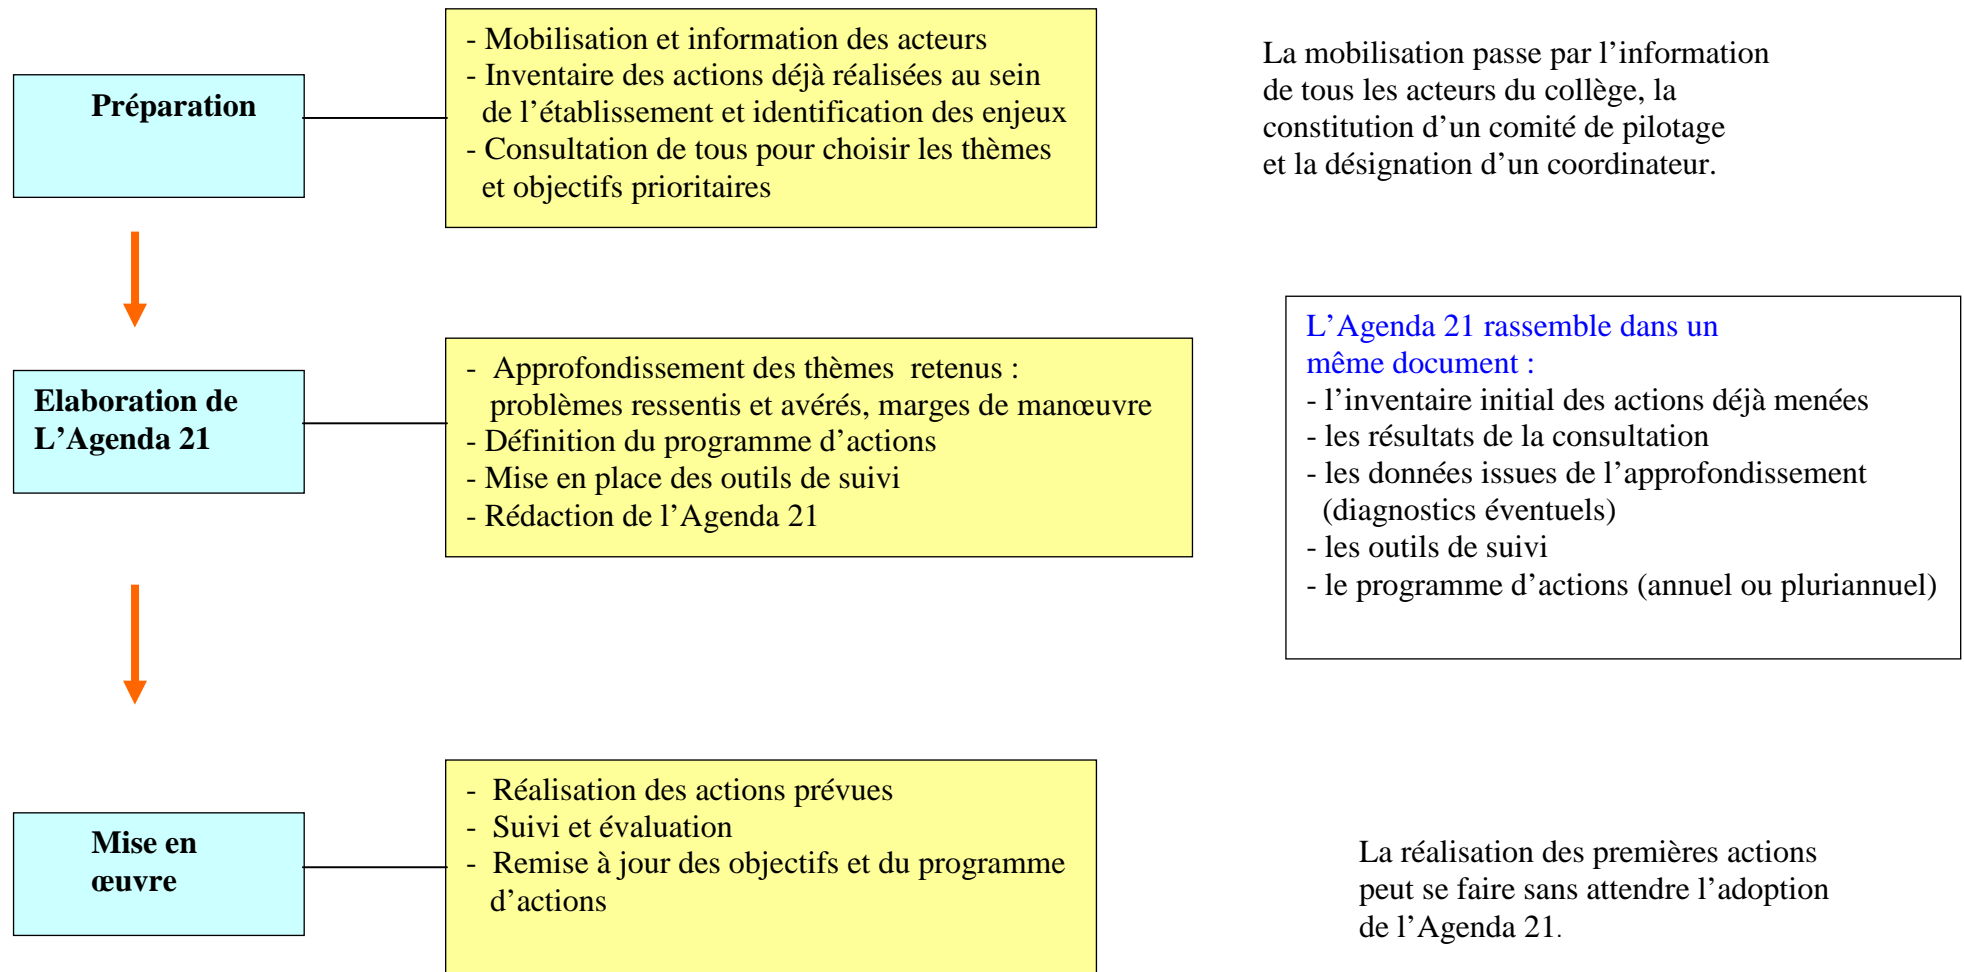 Préparation
- Mobilisation et information des acteurs
- Inventaire des actions déjà réalisées au sein
de l’établissement et identification des enjeux
- Consultation de tous pour choisir les thèmes
et objectifs prioritaires
La mobilisation passe par l’information
de tous les acteurs du collège, la
constitution d’un comité de pilotage
et la désignation d’un coordinateur.
Elaboration de
L’Agenda 21
- Approfondissement des thèmes retenus :
problèmes ressentis et avérés, marges de manœuvre
- Définition du programme d’actions
- Mise en place des outils de suivi
- Rédaction de l’Agenda 21
L’Agenda 21 rassemble dans un
même document :
- l’inventaire initial des actions déjà menées
- les résultats de la consultation
- les données issues de l’approfondissement
(diagnostics éventuels)
- les outils de suivi
- le programme d’actions (annuel ou pluriannuel)
Mise en
œuvre
- Réalisation des actions prévues
- Suivi et évaluation
- Remise à jour des objectifs et du programme
d’actions
La réalisation des premières actions
peut se faire sans attendre l’adoption
de l’Agenda 21.